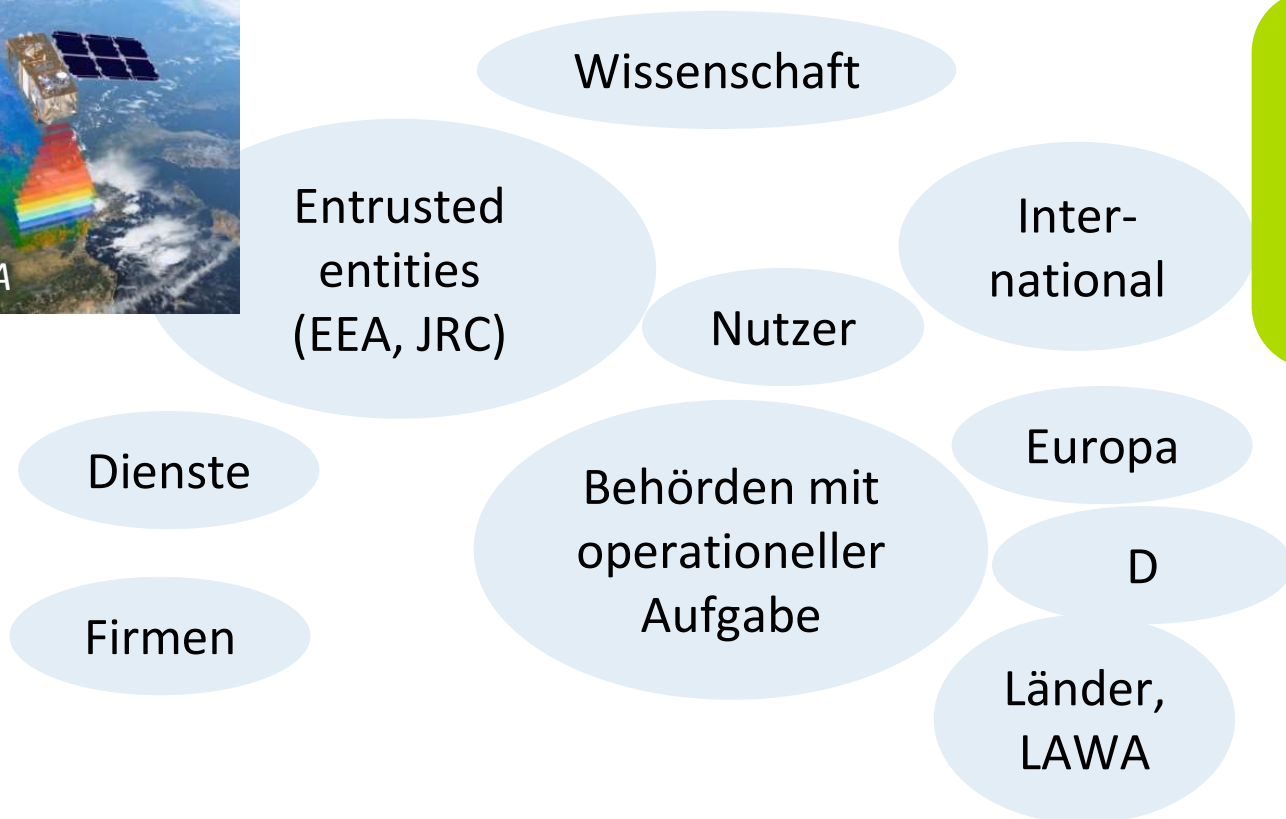 Wissenschaft
Entrusted
entities
(EEA, JRC)
Inter-
national
A
Nutzer
Europa
Dienste
Behörden mit
operationeller
Aufgabe
D
Firmen
Länder,
LAWA